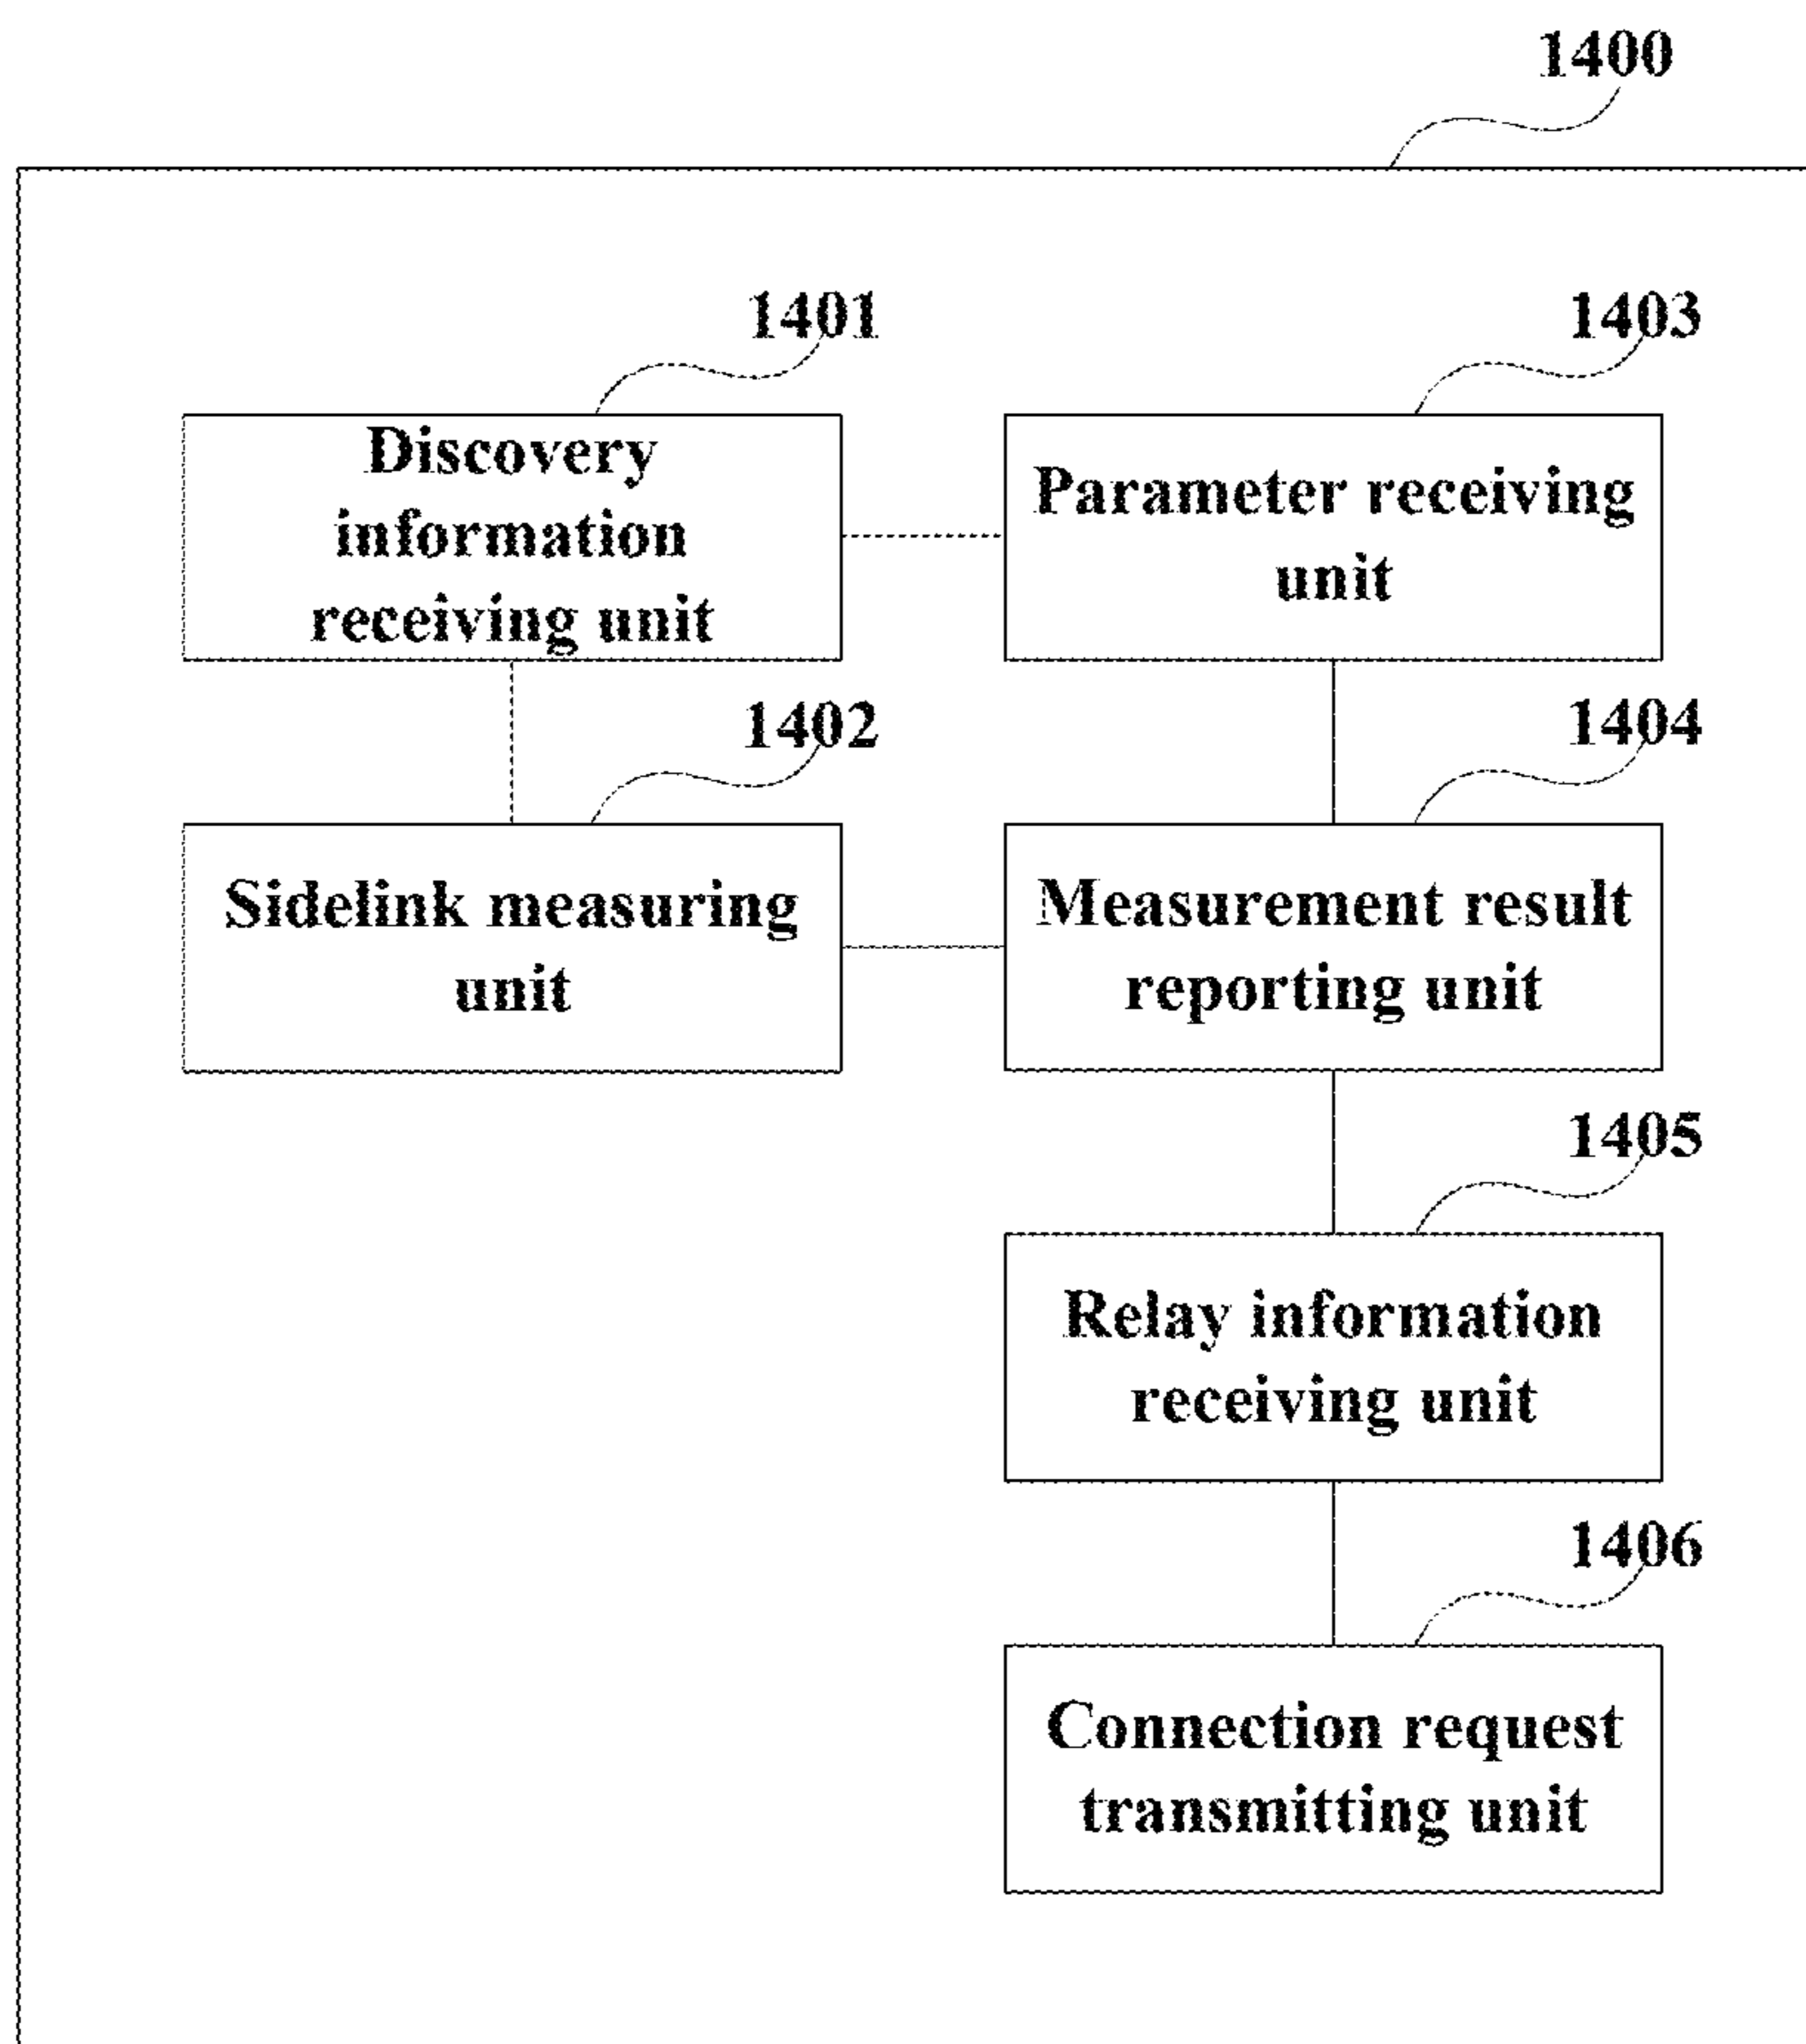 1400
1401
Discovery
information
receiving unit
1403
Parameter receiving
unit
1402
Sidelink measuring
unit
1404
Measurement result
reporting unit
1405
Relay information
receiving unit
1406
Connection request
transmitting unit